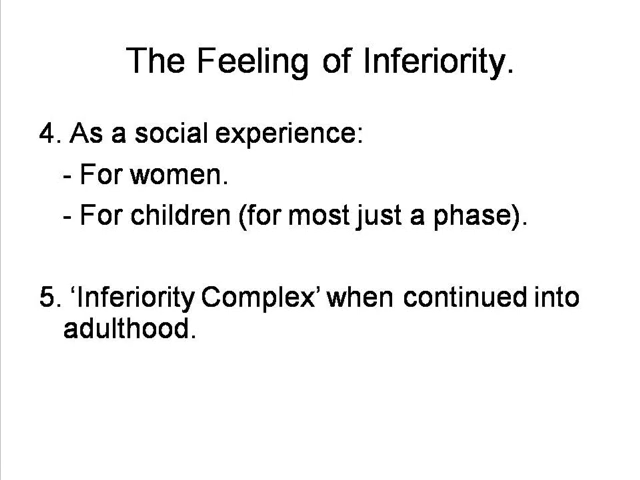 The Feeling of Inferiority.
4. As a social experience:
- For women.
- For children (for most just a phase).
5. ‘Inferiority Complex’ when continued into
adulthood.